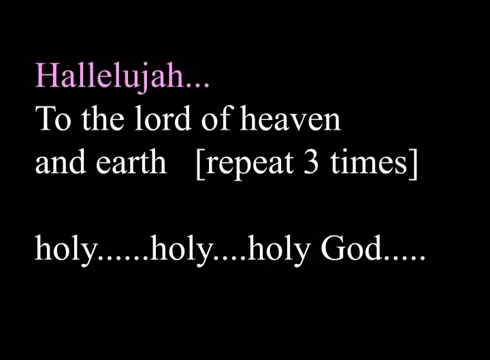 Hallelujah...
To the lord of heaven
and earth [repeat 3 times]
holy......holy....holy God.....